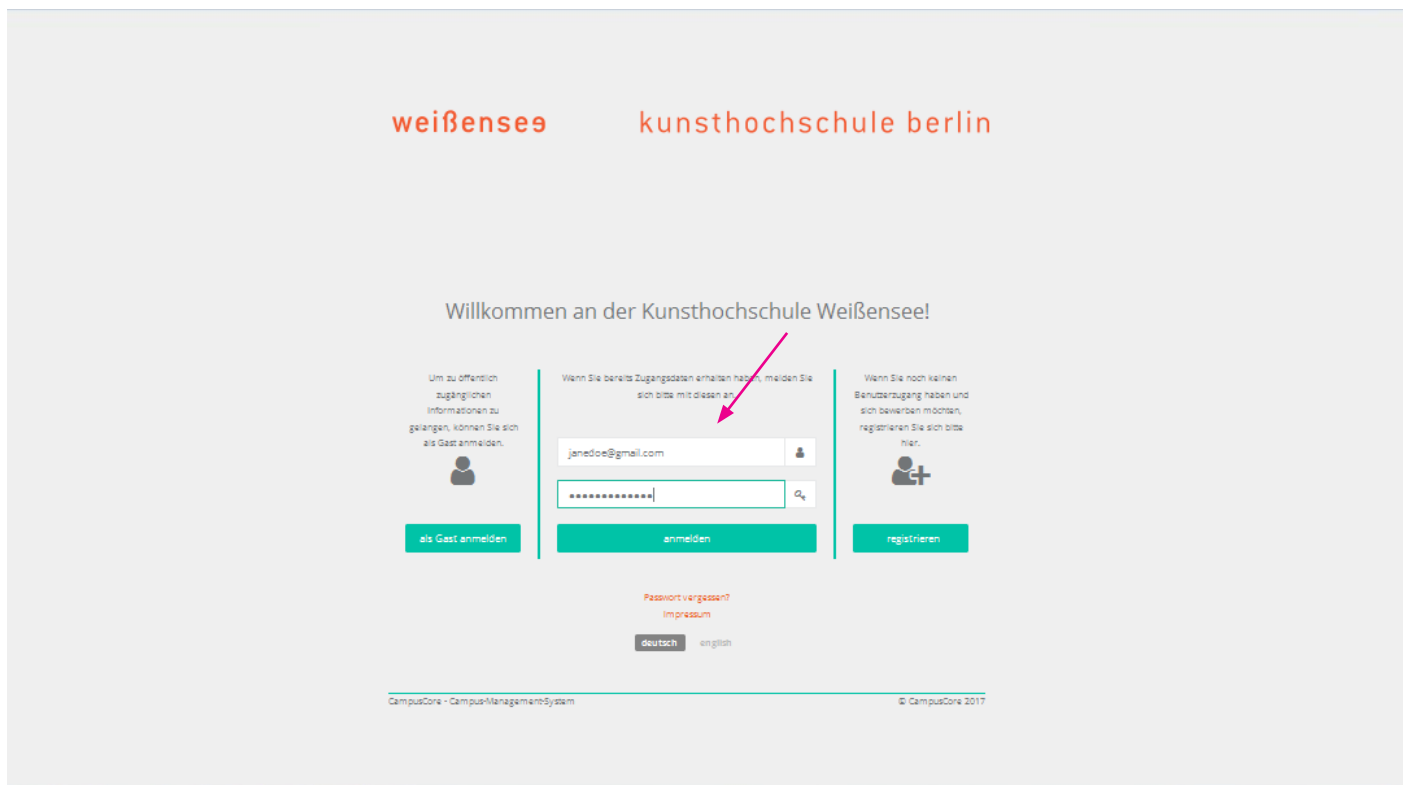 weißensee kunsthochschule berlin
Willkommen an der Kunsthochschule Weißensee!
Um zu öffentlich
zugänglichen
Informationen zu
gelangen, können Sie sich
als Gast anmelden.
als Gast anmelden
Wenn Sie bereits Zugangsdaten erhalten haben, melden Sie
sich bitte mit diesen an.
janedoe@gmail.com
•••••••••••••
anmelden
Wenn Sie noch keinen
Benutzerzugang haben und
sich bewerben möchten,
registrieren Sie sich bitte
hier.
registrieren
Passwort vergessen?
Impressum
deutsch english
CampusCore - Campus-Management-System © CampusCore 2017